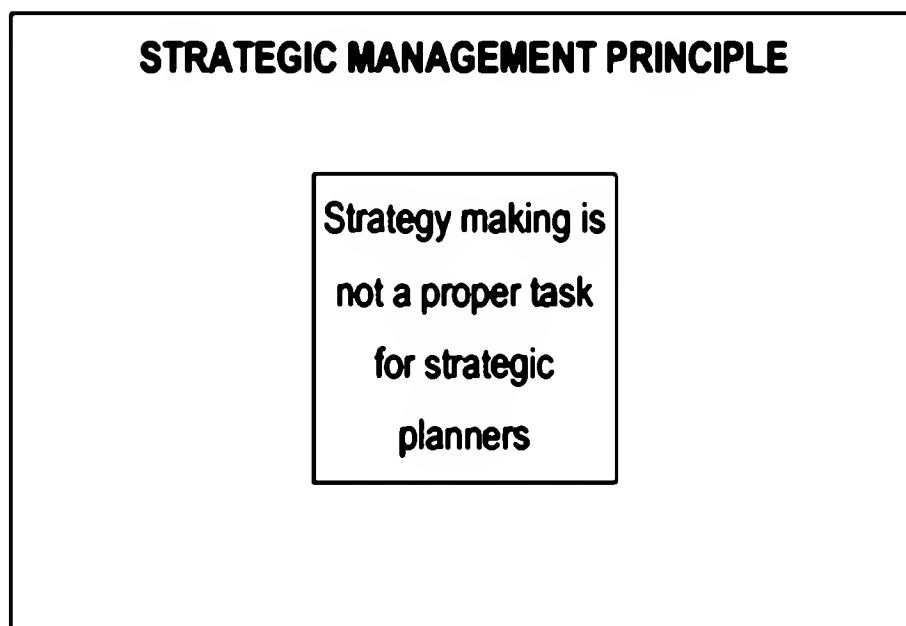 STRATEGIC MANAGEMENT PRINCIPLE
Strategy making is
not a proper task
for strategic
planners